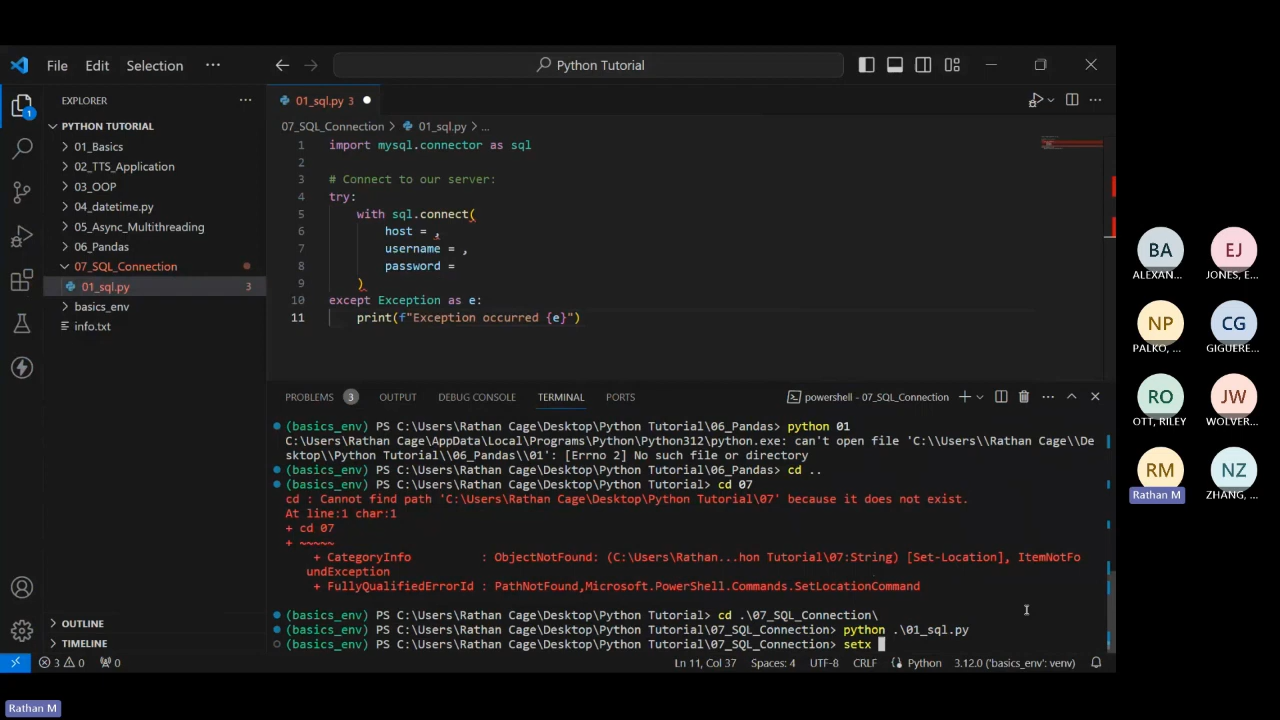 File Edit Selection ···
Python Tutorial
EXPLORER
PYTHON TUTORIAL
01_Basics
02_TTS_Application
03_OOP
04_datetime.py
05_Async_Multithreading
06_Pandas
07_SQL_Connection
01_sql.py 3
basics_env
info.txt
OUTLINE
TIMELINE
1
01_sql.py 3
07_SQL_Connection > 01_sql.py > ...
1 import mysql.connector as sql
2
3 # Connect to our server:
4 try:
5 with sql.connect(
6 host = ,
7 username = ,
8 password =
9 )
10 except Exception as e:
11 print(f"Exception occurred {e}")
PROBLEMS 3 OUTPUT DEBUG CONSOLE TERMINAL PORTS
powershell - 07_SQL_Connection
(basics_env) PS C:\Users\Rathan Cage\Desktop\Python Tutorial\06_Pandas> python 01
C:\Users\Rathan Cage\AppData\Local\Programs\Python\Python312\python.exe: can't open file 'C:\\Users\\Rathan Cage\\De
sktop\\Python Tutorial\\06_Pandas\\01': [Errno 2] No such file or directory
(basics_env) PS C:\Users\Rathan Cage\Desktop\Python Tutorial\06_Pandas> cd ..
(basics_env) PS C:\Users\Rathan Cage\Desktop\Python Tutorial> cd 07
cd : Cannot find path 'C:\Users\Rathan Cage\Desktop\Python Tutorial\07' because it does not exist.
At line:1 char:1
+ cd 07
+ ~~~~~
+ CategoryInfo : ObjectNotFound: (C:\Users\Rathan...hon Tutorial\07:String) [Set-Location], ItemNotFo
undException
+ FullyQualifiedErrorId : PathNotFound,Microsoft.PowerShell.Commands.SetLocationCommand
(basics_env) PS C:\Users\Rathan Cage\Desktop\Python Tutorial> cd .\07_SQL_Connection\
(basics_env) PS C:\Users\Rathan Cage\Desktop\Python Tutorial\07_SQL_Connection> python .\01_sql.py
(basics_env) PS C:\Users\Rathan Cage\Desktop\Python Tutorial\07_SQL_Connection> setx
3 0 0 Ln 11, Col 37 Spaces: 4 UTF-8 CRLF Python 3.12.0 ('basics_env': venv)
BA EJ
ALEXAN... JONES, E...
NP CG
PALKO, ... GIGUERE...
RO JW
OTT, RILEY WOLVER...
RM NZ
Rathan M ZHANG, ...
Rathan M